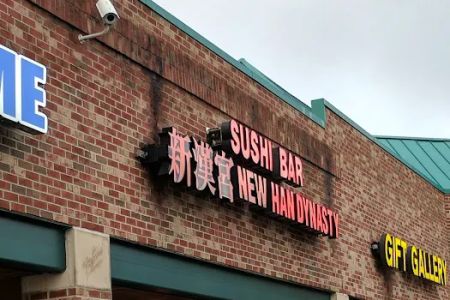 ME
SUSHI BAR
新漢宮 NEW HAN DYNASTY
GIFT GALLERY